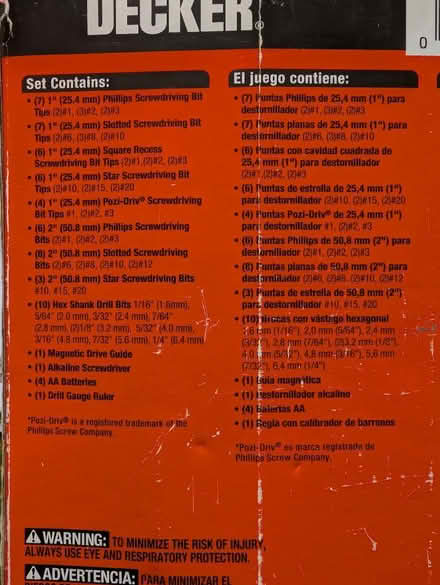 DECKER®
0
Set Contains:
• (7) 1" (25.4 mm) Phillips Screwdriving Bit
Tips (2)#1, (3)#2, (2)#3
• (7) 1" (25.4 mm) Slotted Screwdriving Bit
Tips (2)#6, (3)#8, (2)#10
• (6) 1" (25.4 mm) Square Recess
Screwdriving Bit Tips (2)#1,(2)#2, (2)#3
• (6) 1" (25.4 mm) Star Screwdriving Bit
Tips (2)#10, (2)#15, (2)#20
• (4) 1" (25.4 mm) Pozi-Driv® Screwdriving
Bit Tips #1, (2)#2, #3
• (6) 2" (50.8 mm) Phillips Screwdriving
Bits (2)#1, (2)#2, (2)#3
• (8) 2" (50.8 mm) Slotted Screwdriving
Bits (2)#6, (2)#8, (2)#10, (2)#12
• (3) 2" (50.8 mm) Star Screwdriving Bits
#10, #15, #20
• (10) Hex Shank Drill Bits 1/16" (1.6mm),
5/64" (2.0 mm), 3/32" (2.4 mm), 7/64"
(2.8 mm), (2)1/8" (3.2 mm), 5/32" (4.0 mm),
3/16" (4.8 mm), 7/32" (5.6 mm), 1/4" (6.4 mm)
• (1) Magnetic Drive Guide
• (1) Alkaline Screwdriver
• (4) AA Batteries
• (1) Drill Gauge Ruler
*Pozi-Driv® is a registered trademark of the
Phillips Screw Company.
El juego contiene:
• (7) Puntas Phillips de 25,4 mm (1") para
destornillador (2)#1, (3)#2, (2)#3
• (7) Puntas planas de 25,4 mm (1") para
destornillador (2)#6, (3)#8, (2)#10
• (6) Puntas con cavidad cuadrada de
25,4 mm (1") para destornillador
(2)#1,(2)#2, (2)#3
• (6) Puntas de estrella de 25,4 mm (1")
para destornillador (2)#10, (2)#15, (2)#20
• (4) Puntas Pozi-Driv® de 25,4 mm (1")
para destornillador #1, (2)#2, #3
• (6) Puntas Phillips de 50,8 mm (2") para
destornillador (2)#1, (2)#2, (2)#3
• (8) Puntas planas de 50,8 mm (2") para
destornillador (2)#6, (2)#8, (2)#10, (2)#12
• (3) Puntas de estrella de 50,8 mm (2")
para destornillador #10, #15, #20
• (10) Brocas con vástago hexagonal
1,6 mm (1/16"), 2,0 mm (5/64"), 2,4 mm
(3/32"), 2,8 mm (7/64"), (2)3,2 mm (1/8"),
4,0 mm (5/32"), 4,8 mm (3/16"), 5,6 mm
(7/32"), 6,4 mm (1/4")
• (1) Guía magnética
• (1) Destornillador alcalino
• (4) Baterías AA
• (1) Regla con calibrador de barrenos
*Pozi-Driv® es marca registrada de
Phillips Screw Company.
WARNING: TO MINIMIZE THE RISK OF INJURY,
ALWAYS USE EYE AND RESPIRATORY PROTECTION.
ADVERTENCIA: PARA MINIMIZAR EL